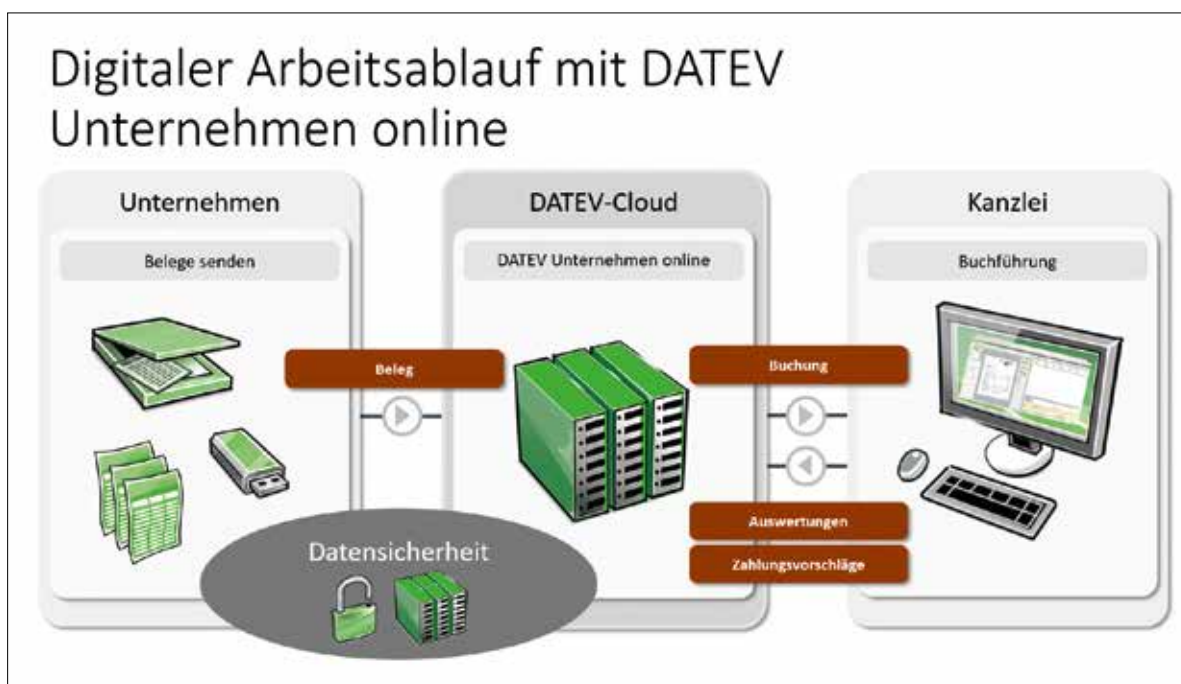 Digitaler Arbeitsablauf mit DATEV
Unternehmen online
Unternehmen
Belege senden
Beleg
Datensicherheit
DATEV-Cloud
DATEV Unternehmen online
Buchung
Auswertungen
Zahlungsvorschläge
Kanzlei
Buchführung